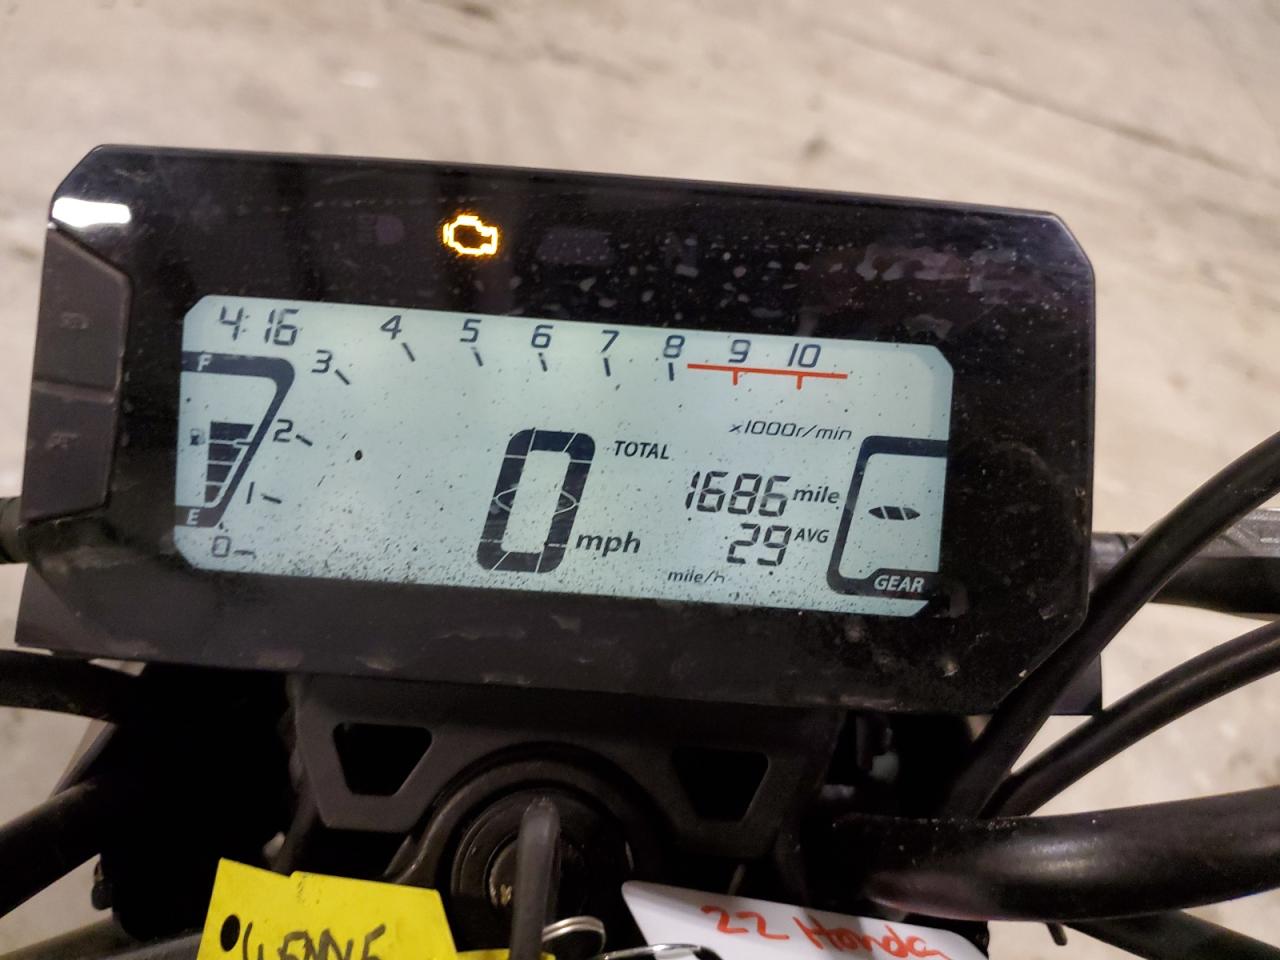 4:16
F
E
0
1
2
3
4
5
6
7
8
9
10
x1000r/min
0 mph
TOTAL
1686 mile
29 AVG
mile/h
-
GEAR
22 Honda